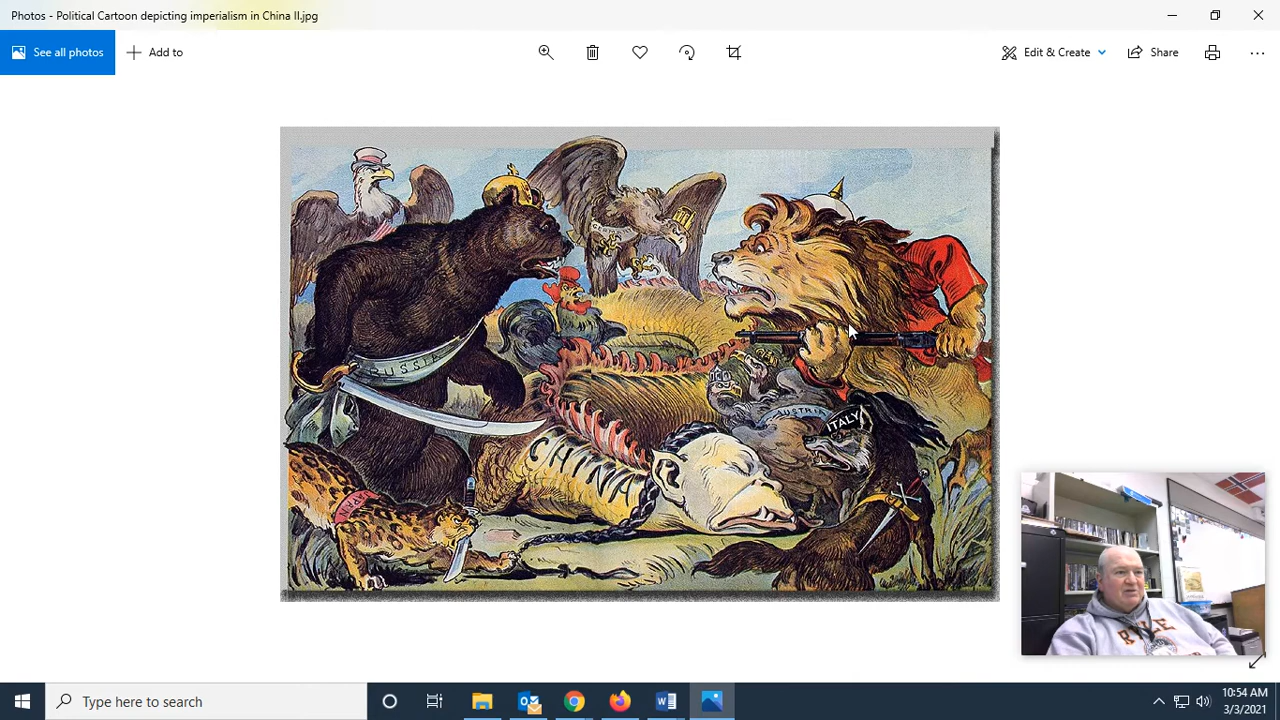 Photos - Political Cartoon depicting imperialism in China II.jpg
See all photos
Add to
Edit & Create
Share
RUSSIA
CHINA
AUSTRIA
ITALY
Type here to search
10:54 AM
3/3/2021